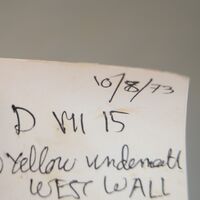 10/8/73
D VII 15
Yellow underneath
WEST WALL